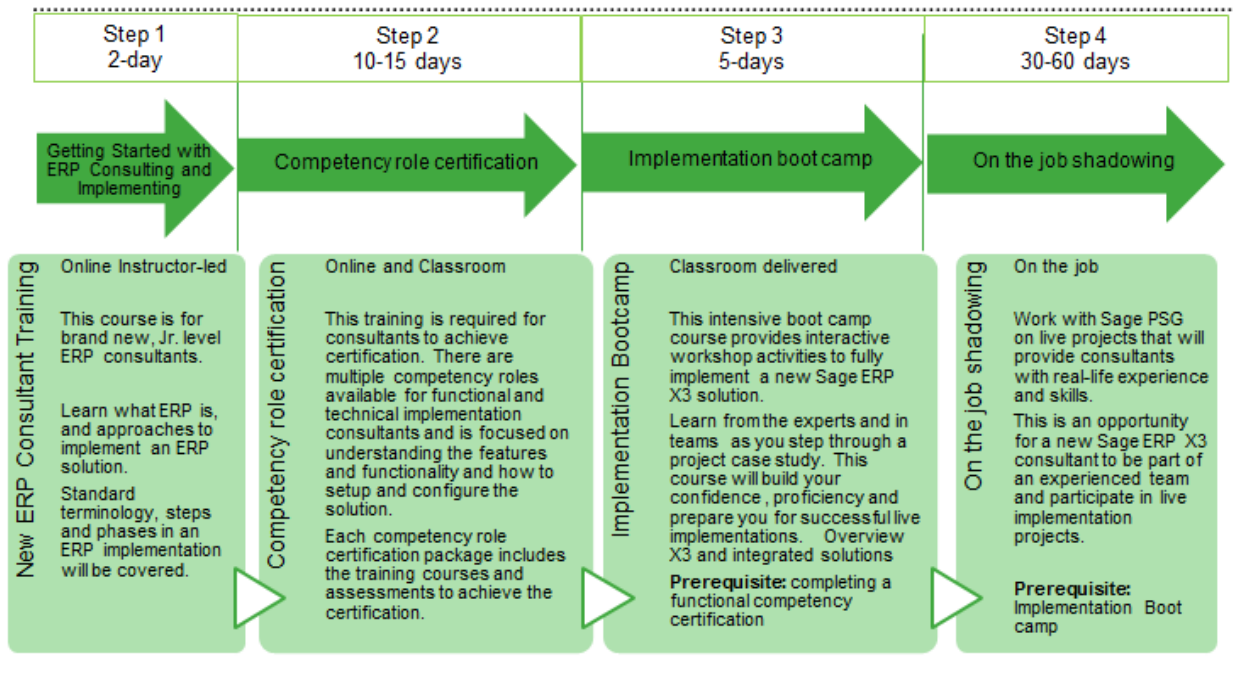 Step 1
2-day
Step 2
10-15 days
Step 3
5-days
Step 4
30-60 days
Getting Started with
ERP Consulting and
Implementing
Competency role certification
Implementation boot camp
On the job shadowing
New ERP Consultant Training
Online Instructor-led
This course is for
brand new, Jr. level
ERP consultants.
Learn what ERP is,
and approaches to
implement an ERP
solution.
Standard
terminology, steps
and phases in an
ERP implementation
will be covered.
Competency role certification
Online and Classroom
This training is required for
consultants to achieve
certification. There are
multiple competency roles
available for functional and
technical implementation
consultants and is focused on
understanding the features
and functionality and how to
setup and configure the
solution.
Each competency role
certification package includes
the training courses and
assessments to achieve the
certification.
Implementation Bootcamp
Classroom delivered
This intensive boot camp
course provides interactive
workshop activities to fully
implement a new Sage ERP
X3 solution.
Learn from the experts and in
teams as you step through a
project case study. This
course will build your
confidence, proficiency and
prepare you for successful live
implementations. Overview
X3 and integrated solutions
Prerequisite: completing a
functional competency
certification
On the job shadowing
On the job
Work with Sage PSG
on live projects that will
provide consultants
with real-life experience
and skills.
This is an opportunity
for a new Sage ERP X3
consultant to be part of
an experienced team
and participate in live
implementation
projects.
Prerequisite:
Implementation Boot
camp